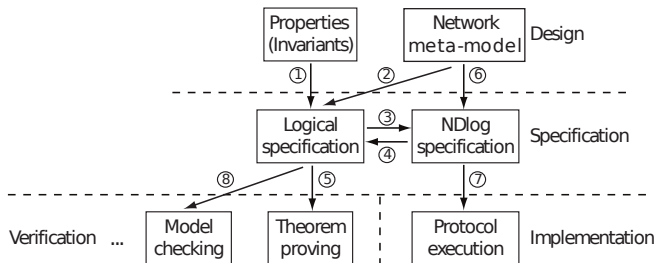 Properties
(Invariants)
Network
meta-model
Design
①
②
⑥
Logical
specification
③
④
NDlog
specification
Specification
⑧
⑤
⑦
Verification ...
Model
checking
Theorem
proving
Protocol
execution
Implementation